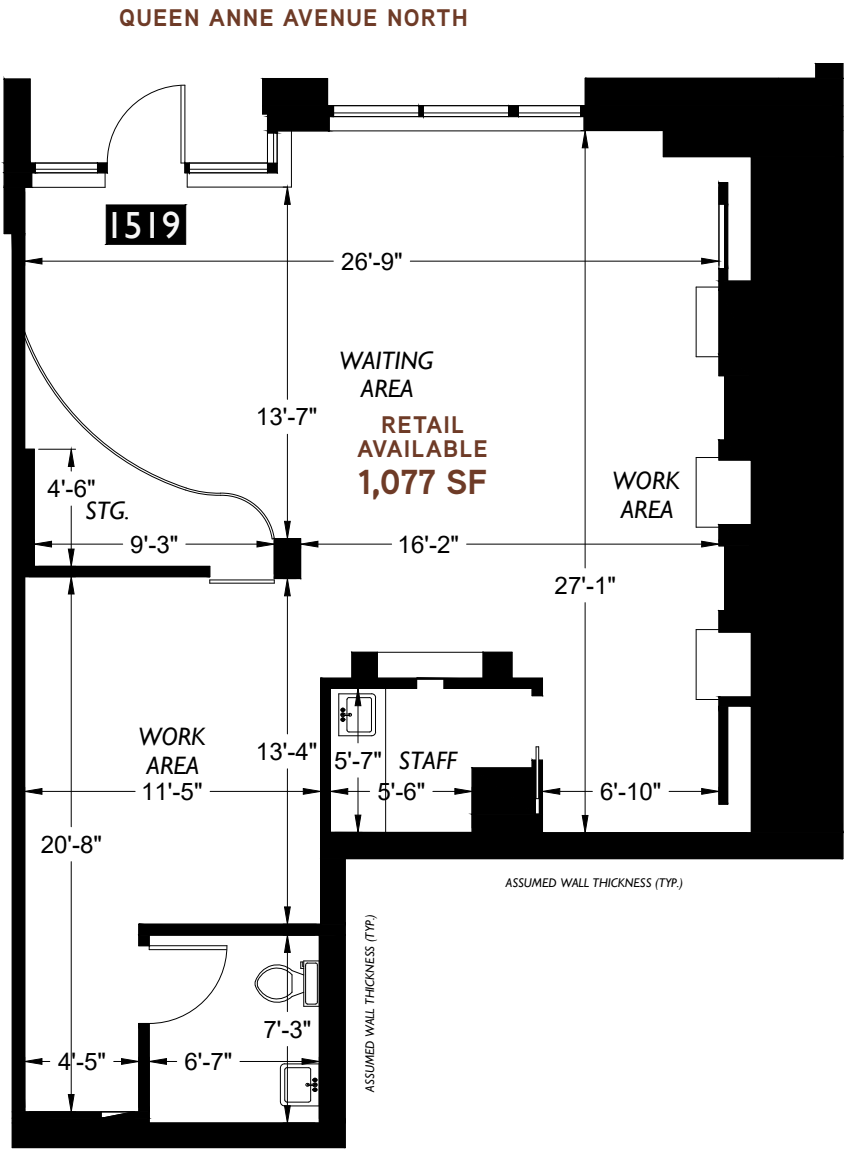 QUEEN ANNE AVENUE NORTH
1519
26'-9"
WAITING
AREA
13'-7"
RETAIL
AVAILABLE
1,077 SF
WORK
AREA
4'-6"
STG.
9'-3"
16'-2"
27'-1"
WORK
AREA
11'-5"
13'-4"
5'-7"
STAFF
5'-6"
6'-10"
20'-8"
ASSUMED WALL THICKNESS (TYP.)
ASSUMED WALL THICKNESS (TYP.)
7'-3"
4'-5"
6'-7"